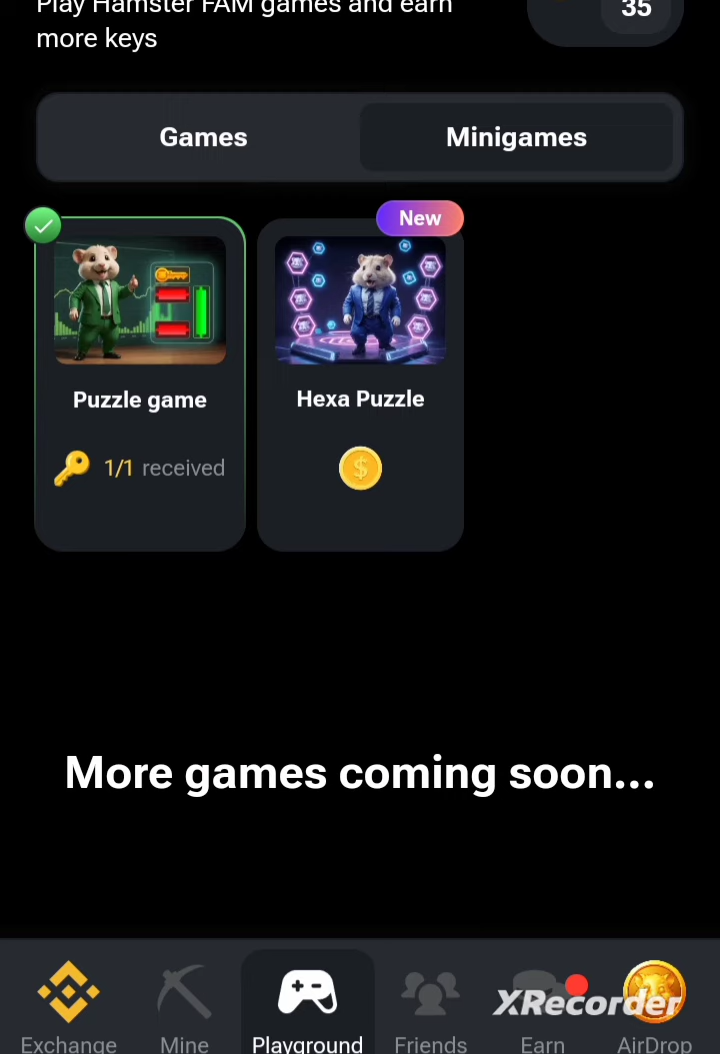 Play Hamster FAM games and earn
more keys
35
Games
Minigames
New
Puzzle game
Hexa Puzzle
1/1 received
$
More games coming soon...
XRecorder
Exchange
Mine
Playground
Friends
Earn
AirDrop